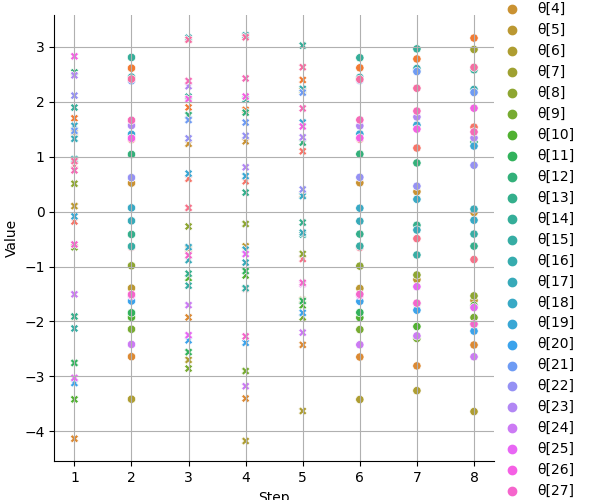 θ[4]
θ[5]
θ[6]
θ[7]
θ[8]
θ[9]
θ[10]
θ[11]
θ[12]
θ[13]
θ[14]
θ[15]
θ[16]
θ[17]
θ[18]
θ[19]
θ[20]
θ[21]
θ[22]
θ[23]
θ[24]
θ[25]
θ[26]
θ[27]
3
2
1
0
−1
−2
−3
−4
Value
1 2 3 4 5 6 7 8
Step